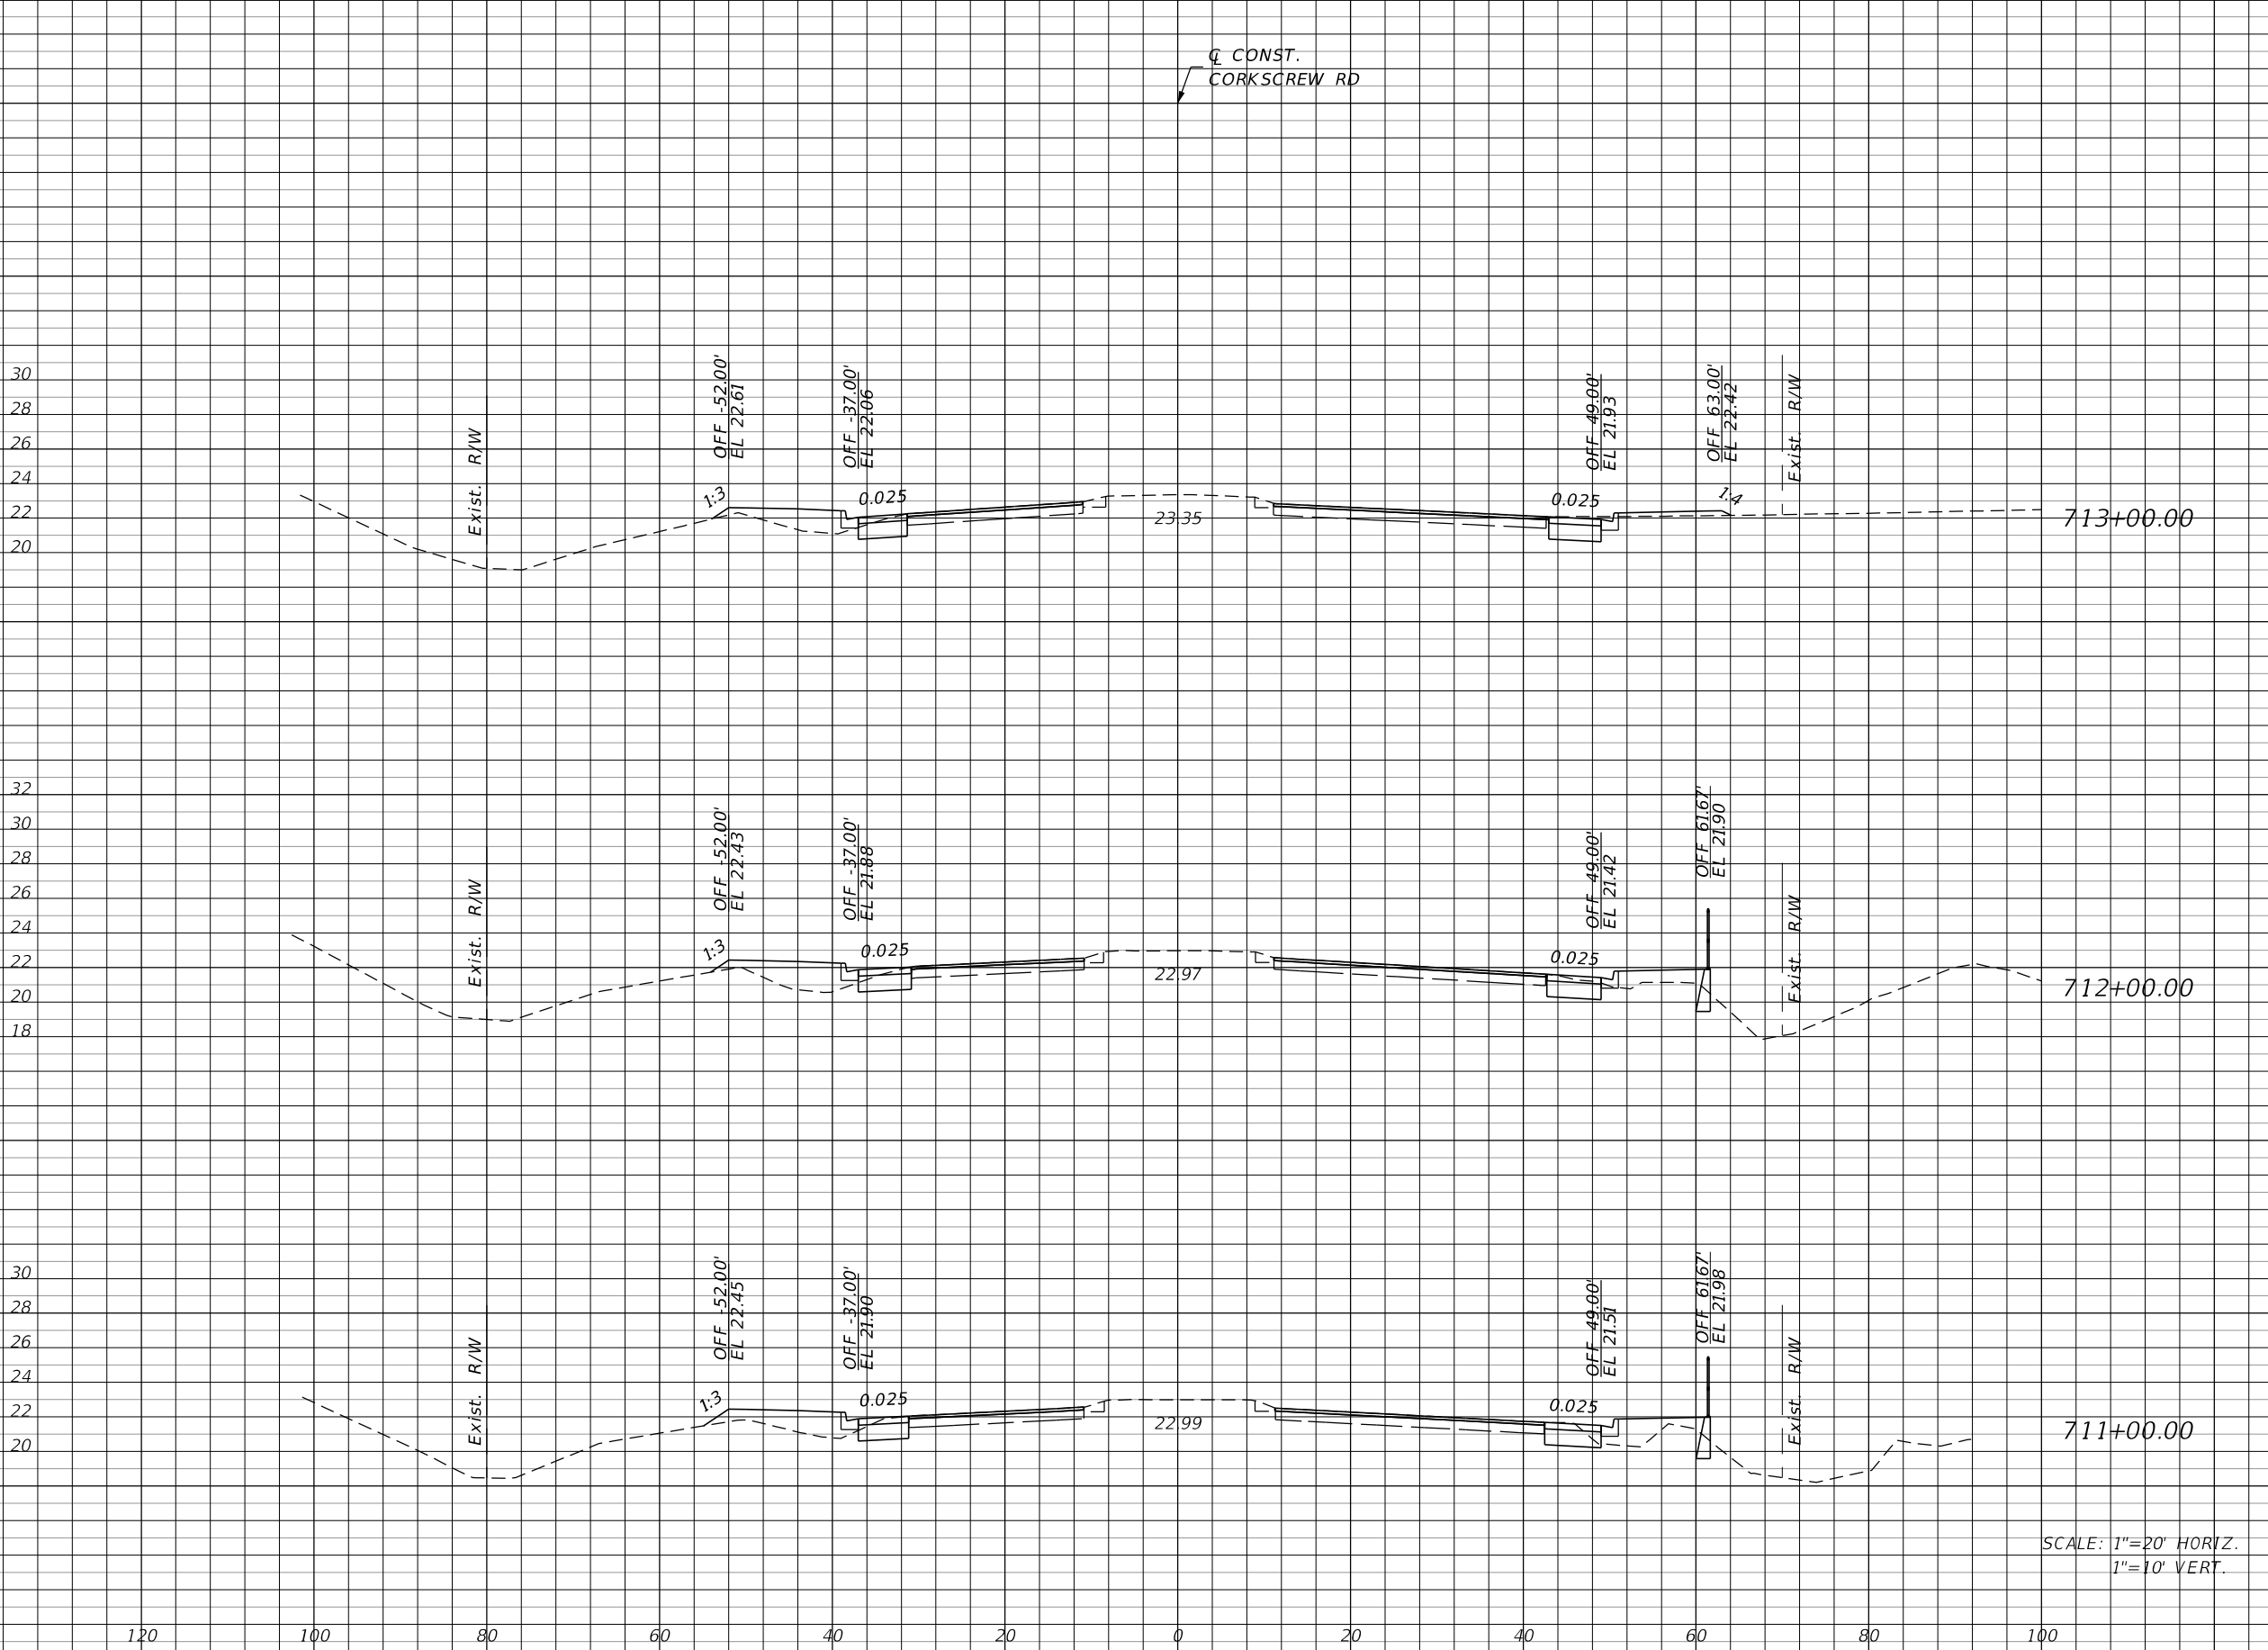 ℄ CONST.
CORKSCREW RD
30
28
26
24
22
20
Exist. R/W
1:3
OFF -52.00'
EL 22.61
OFF -37.00'
EL 22.06
0.025
23.35
0.025
OFF 49.00'
EL 21.93
OFF 63.00'
EL 22.42
1:4
Exist. R/W
713+00.00
32
30
28
26
24
22
20
18
Exist. R/W
1:3
OFF -52.00'
EL 22.43
OFF -37.00'
EL 21.88
0.025
22.97
0.025
OFF 49.00'
EL 21.42
OFF 61.67'
EL 21.90
Exist. R/W
712+00.00
30
28
26
24
22
20
Exist. R/W
1:3
OFF -52.00'
EL 22.45
OFF -37.00'
EL 21.90
0.025
22.99
0.025
OFF 49.00'
EL 21.51
OFF 61.67'
EL 21.98
Exist. R/W
711+00.00
SCALE: 1"=20' HORIZ.
1"=10' VERT.
120 100 80 60 40 20 0 20 40 60 80 100